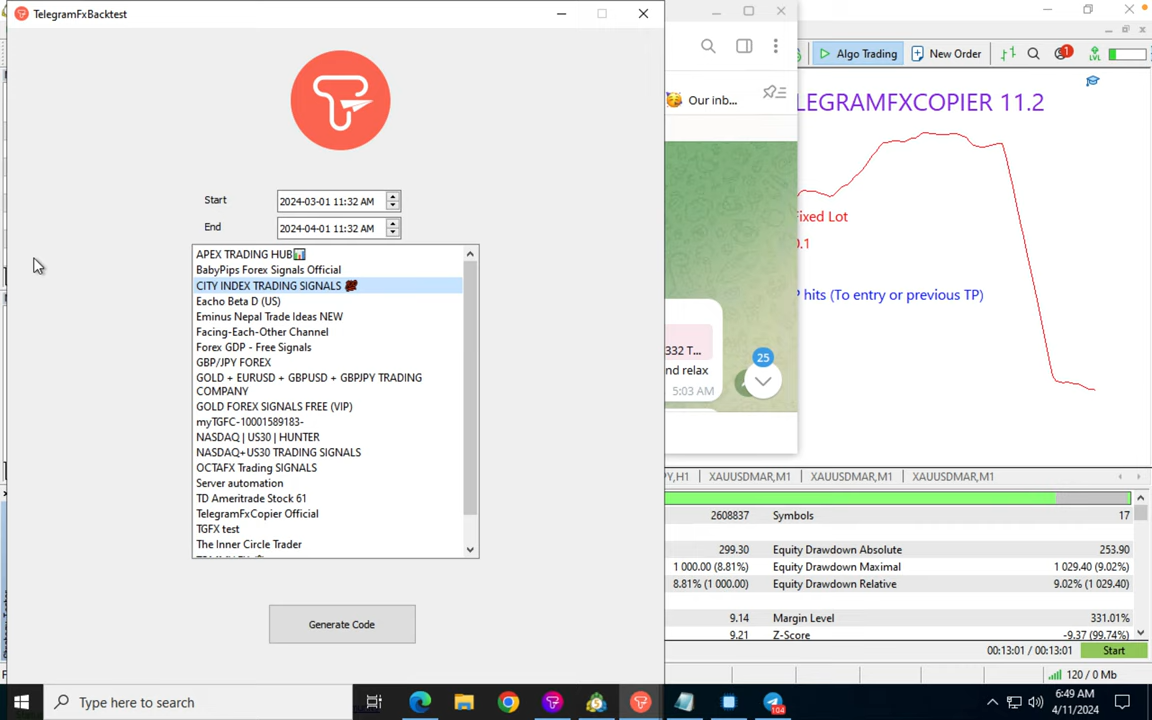 TelegramFxBacktest
Start
2024-03-01 11:32 AM
End
2024-04-01 11:32 AM
APEX TRADING HUB📊
BabyPips Forex Signals Official
CITY INDEX TRADING SIGNALS
Eacho Beta D (US)
Eminus Nepal Trade Ideas NEW
Facing-Each-Other Channel
Forex GDP - Free Signals
GBP/JPY FOREX
GOLD + EURUSD + GBPUSD + GBPJPY TRADING
COMPANY
GOLD FOREX SIGNALS FREE (VIP)
myTGFC-10001589183-
NASDAQ | US30 | HUNTER
NASDAQ+US30 TRADING SIGNALS
OCTAFX Trading SIGNALS
Server automation
TD Ameritrade Stock 61
TelegramFxCopier Official
TGFX test
The Inner Circle Trader
Generate Code
🥳 Our inb...
332 T...
nd relax
5:03 AM
25
Algo Trading
New Order
1
LVL
LEGRAMFXCOPIER 11.2
Fixed Lot
0.1
P hits (To entry or previous TP)
PY,H1
XAUUSDMAR,M1
XAUUSDMAR,M1
XAUUSDMAR,M1
2608837 Symbols 17
299.30 Equity Drawdown Absolute 253.90
1 000.00 (8.81%) Equity Drawdown Maximal 1 029.40 (9.02%)
8.81% (1 000.00) Equity Drawdown Relative 9.02% (1 029.40)
9.14 Margin Level 331.01%
9.21 Z-Score -9.37 (99.74%)
00:13:01 / 00:13:01 Start
120 / 0 Mb
Type here to search
104
6:49 AM
4/11/2024